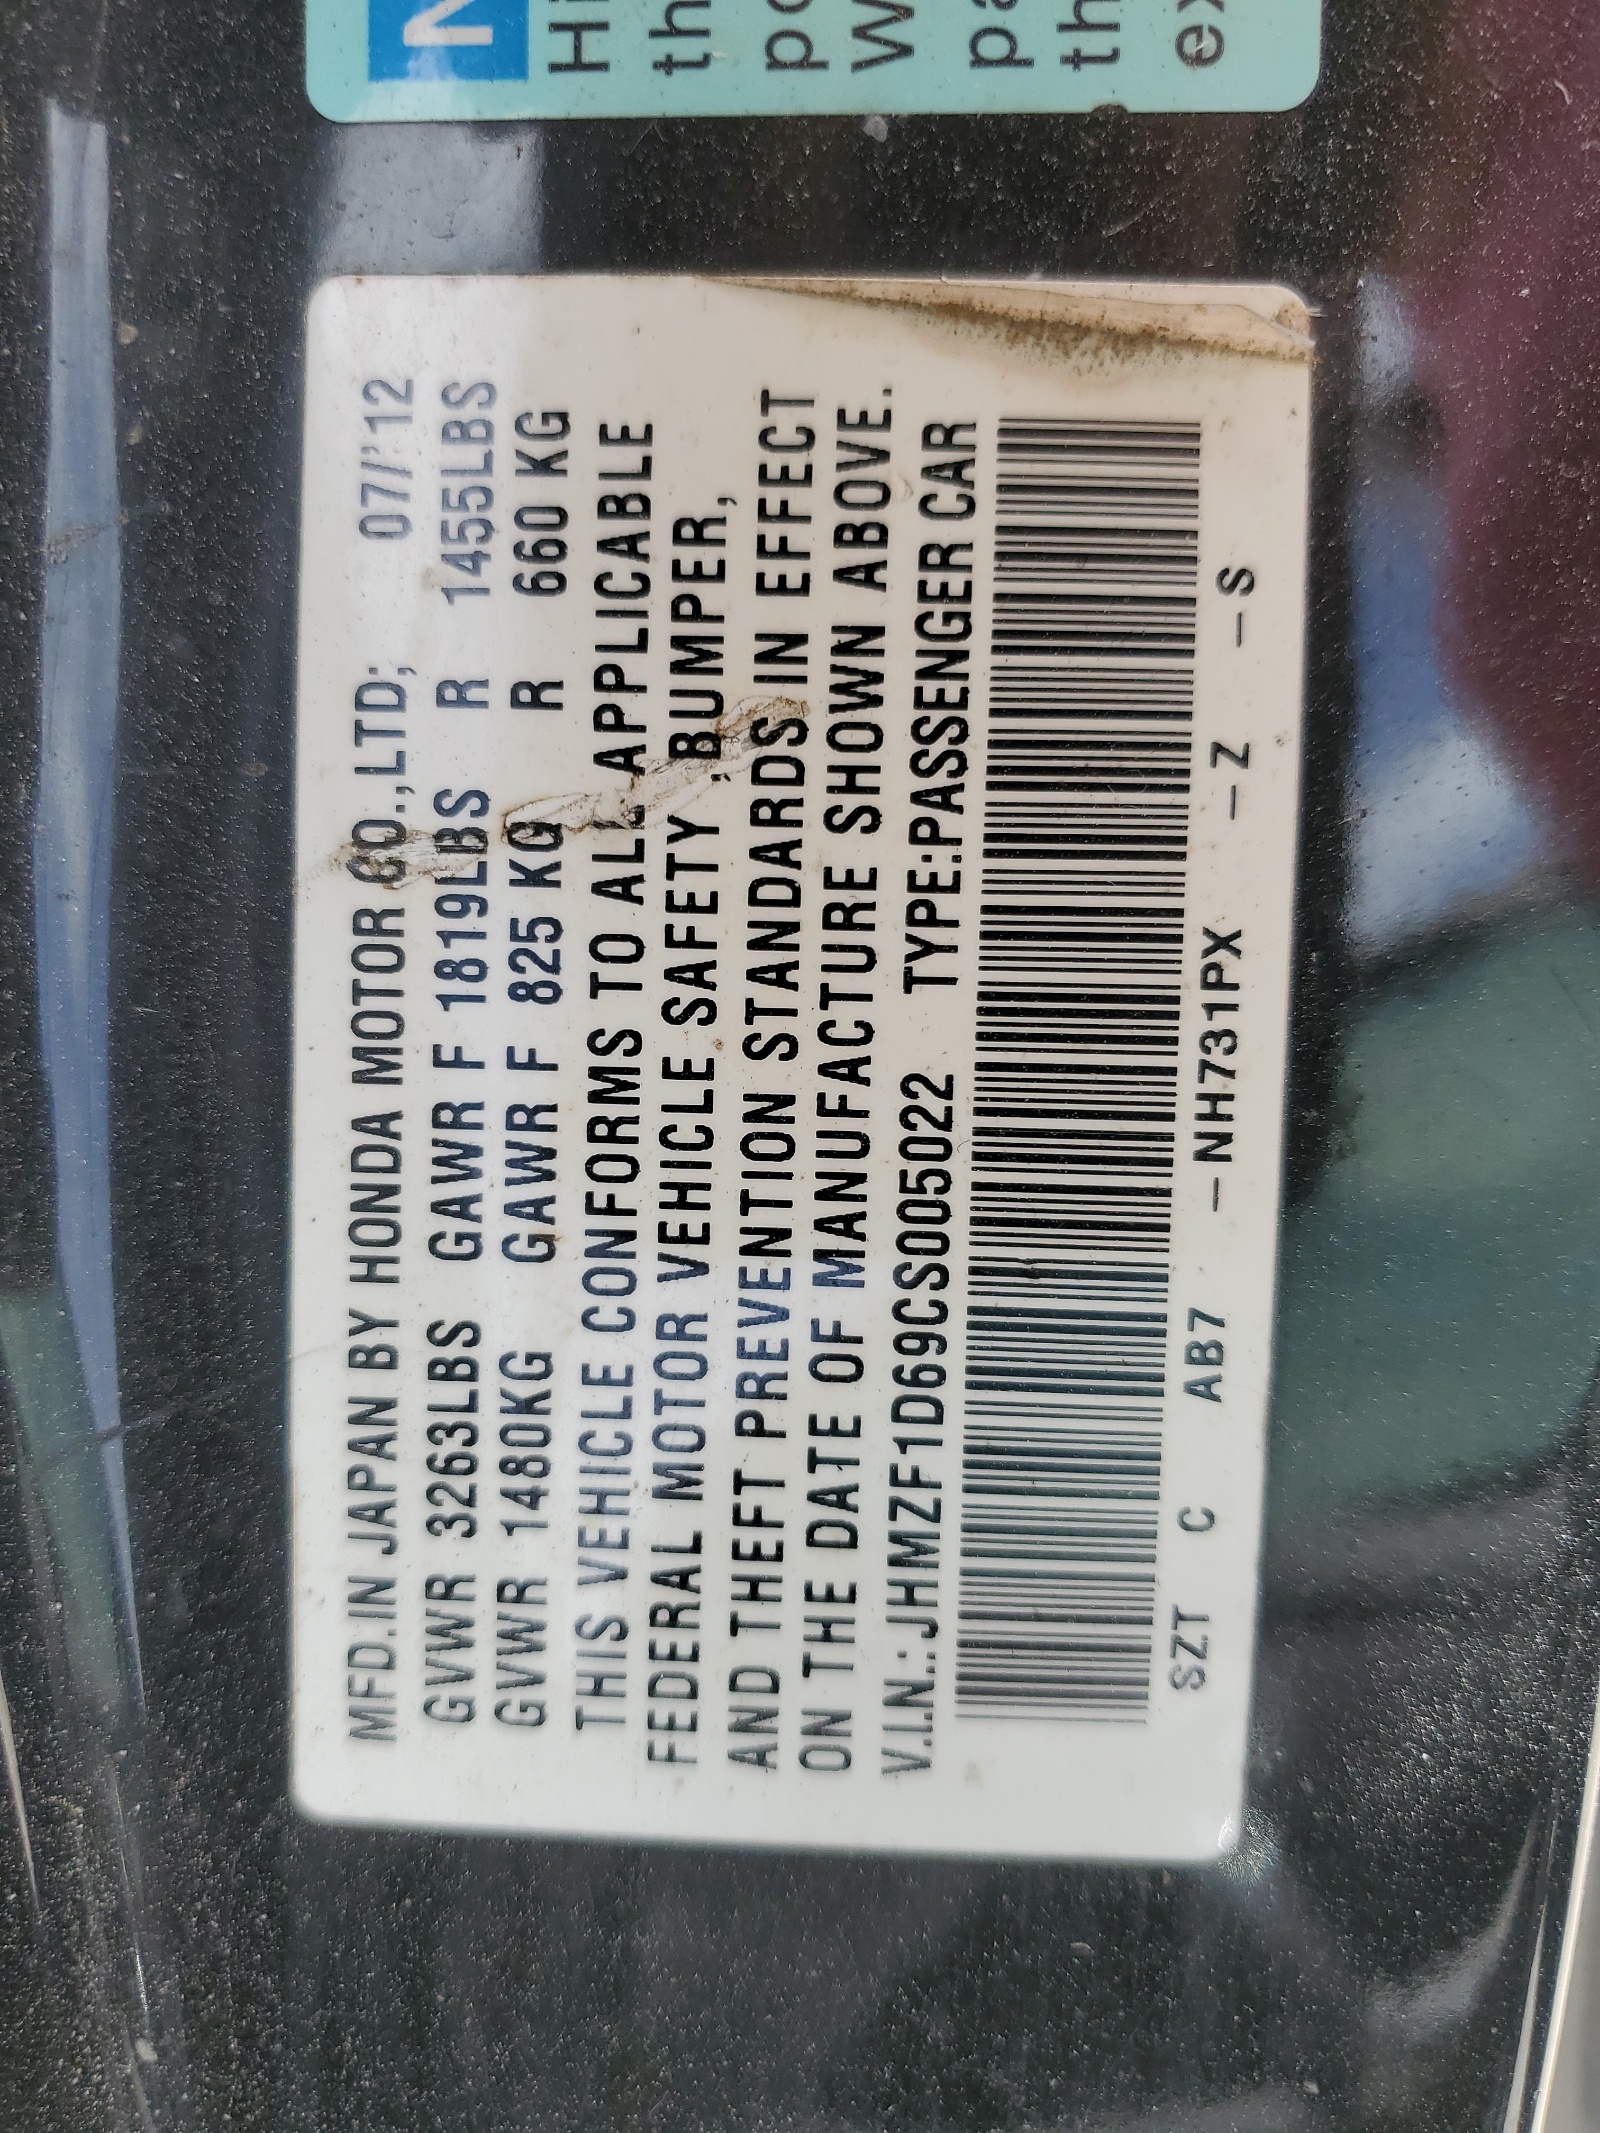 MFD.IN JAPAN BY HONDA MOTOR CO.,LTD; 07/'12
GVWR 3263LBS GAWR F 1819LBS R 1455LBS
GVWR 1480KG GAWR F 825 KG R 660 KG
THIS VEHICLE CONFORMS TO ALL APPLICABLE
FEDERAL MOTOR VEHICLE SAFETY, BUMPER,
AND THEFT PREVENTION STANDARDS IN EFFECT
ON THE DATE OF MANUFACTURE SHOWN ABOVE.
V.I.N.: JHMZF1D69CS005022 TYPE:PASSENGER CAR
SZT C AB7 - NH731PX - Z - S